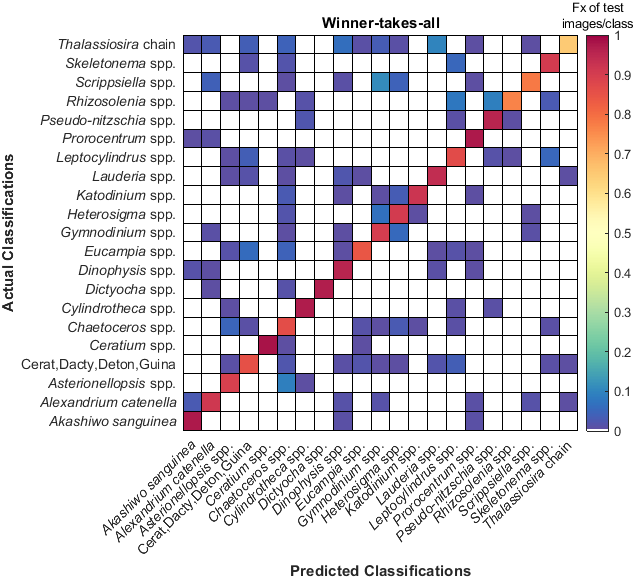 Winner-takes-all
Fx of test
images/class
Actual Classifications
Thalassiosira chain
Skeletonema spp.
Scrippsiella spp.
Rhizosolenia spp.
Pseudo-nitzschia spp.
Prorocentrum spp.
Leptocylindrus spp.
Lauderia spp.
Katodinium spp.
Heterosigma spp.
Gymnodinium spp.
Eucampia spp.
Dinophysis spp.
Dictyocha spp.
Cylindrotheca spp.
Chaetoceros spp.
Ceratium spp.
Cerat,Dacty,Deton,Guina
Asterionellopsis spp.
Alexandrium catenella
Akashiwo sanguinea
1
0.9
0.8
0.7
0.6
0.5
0.4
0.3
0.2
0.1
0
Akashiwo sanguinea
Alexandrium catenella
Asterionellopsis spp.
Cerat,Dacty,Deton,Guina
Ceratium spp.
Chaetoceros spp.
Cylindrotheca spp.
Dictyocha spp.
Dinophysis spp.
Eucampia spp.
Gymnodinium spp.
Heterosigma spp.
Katodinium spp.
Lauderia spp.
Leptocylindrus spp.
Prorocentrum spp.
Pseudo-nitzschia spp.
Rhizosolenia spp.
Scrippsiella spp.
Skeletonema spp.
Thalassiosira chain
Predicted Classifications